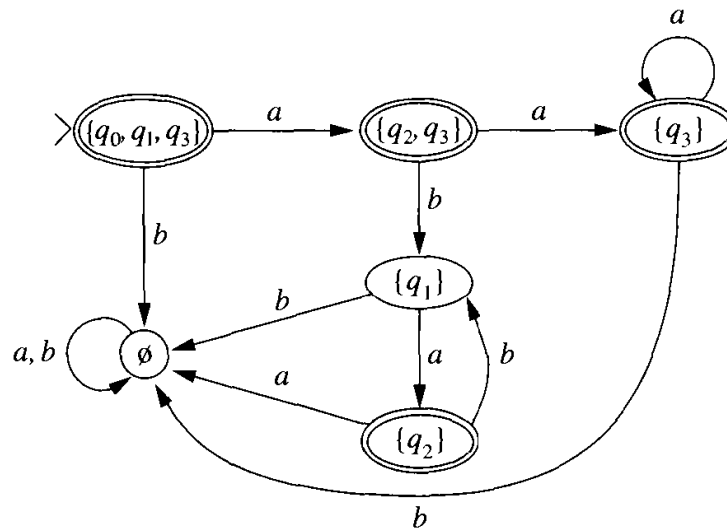 a
{q₀, q₁, q₃}
a
{q₂, q₃}
a
{q₃}
b
b
{q₁}
b
a, b
ø
a
b
a
{q₂}
b